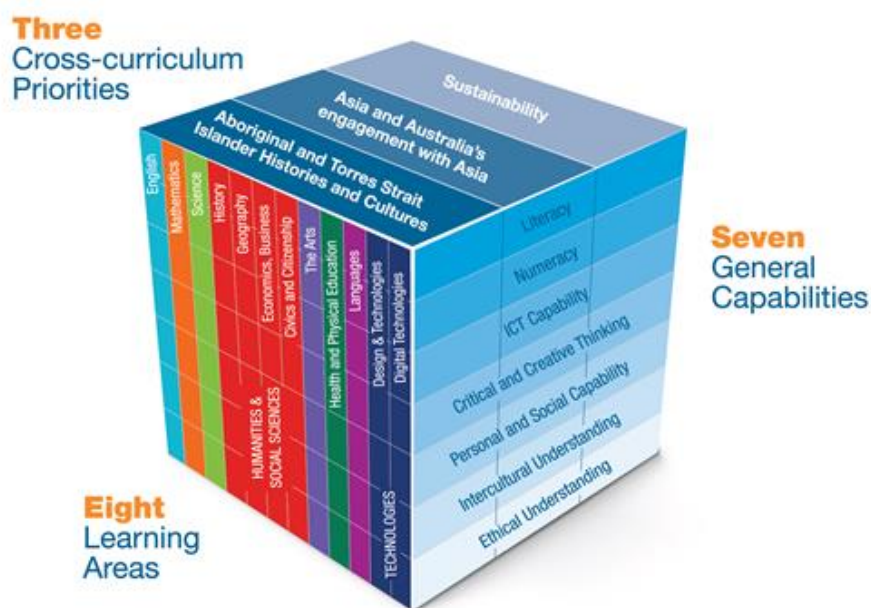 Three
Cross-curriculum
Priorities
Sustainability
Asia and Australia's
engagement with Asia
Aboriginal and Torres Strait
Islander Histories and Cultures
English
Mathematics
Science
History
Geography
Economics, Business
Civics and Citizenship
HUMANITIES &
SOCIAL SCIENCES
The Arts
Health and Physical Education
Languages
Design & Technologies
Digital Technologies
TECHNOLOGIES
Literacy
Numeracy
ICT Capability
Critical and Creative Thinking
Personal and Social Capability
Intercultural Understanding
Ethical Understanding
Seven
General
Capabilities
Eight
Learning
Areas